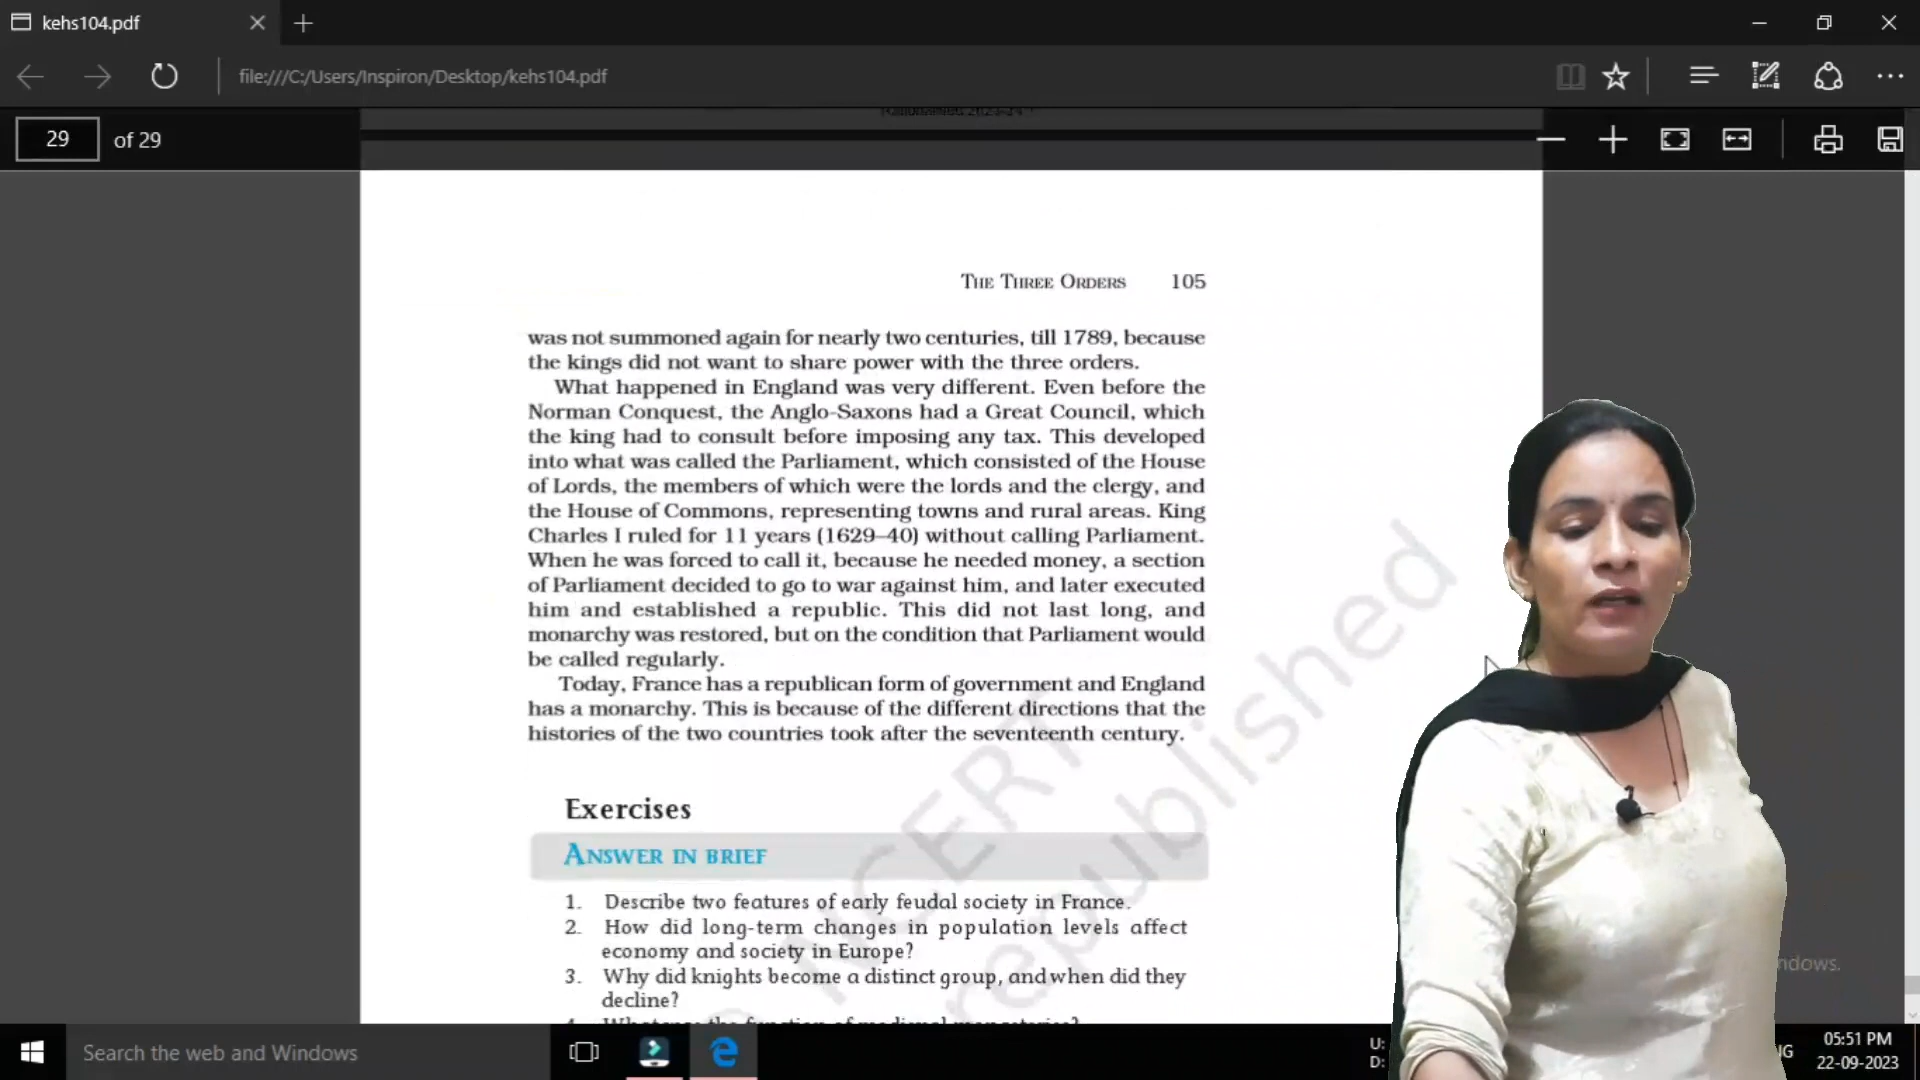 kehs104.pdf
file:///C:/Users/Inspiron/Desktop/kehs104.pdf
29 of 29
THE THREE ORDERS 105
was not summoned again for nearly two centuries, till 1789, because
the kings did not want to share power with the three orders.
What happened in England was very different. Even before the
Norman Conquest, the Anglo-Saxons had a Great Council, which
the king had to consult before imposing any tax. This developed
into what was called the Parliament, which consisted of the House
of Lords, the members of which were the lords and the clergy, and
the House of Commons, representing towns and rural areas. King
Charles I ruled for 11 years (1629–40) without calling Parliament.
When he was forced to call it, because he needed money, a section
of Parliament decided to go to war against him, and later executed
him and established a republic. This did not last long, and
monarchy was restored, but on the condition that Parliament would
be called regularly.
Today, France has a republican form of government and England
has a monarchy. This is because of the different directions that the
histories of the two countries took after the seventeenth century.
Exercises
ANSWER IN BRIEF
1. Describe two features of early feudal society in France.
2. How did long-term changes in population levels affect
economy and society in Europe?
3. Why did knights become a distinct group, and when did they
decline?
NCERT
republished
ndows.
Search the web and Windows
U:
D:
05:51 PM
22-09-2023